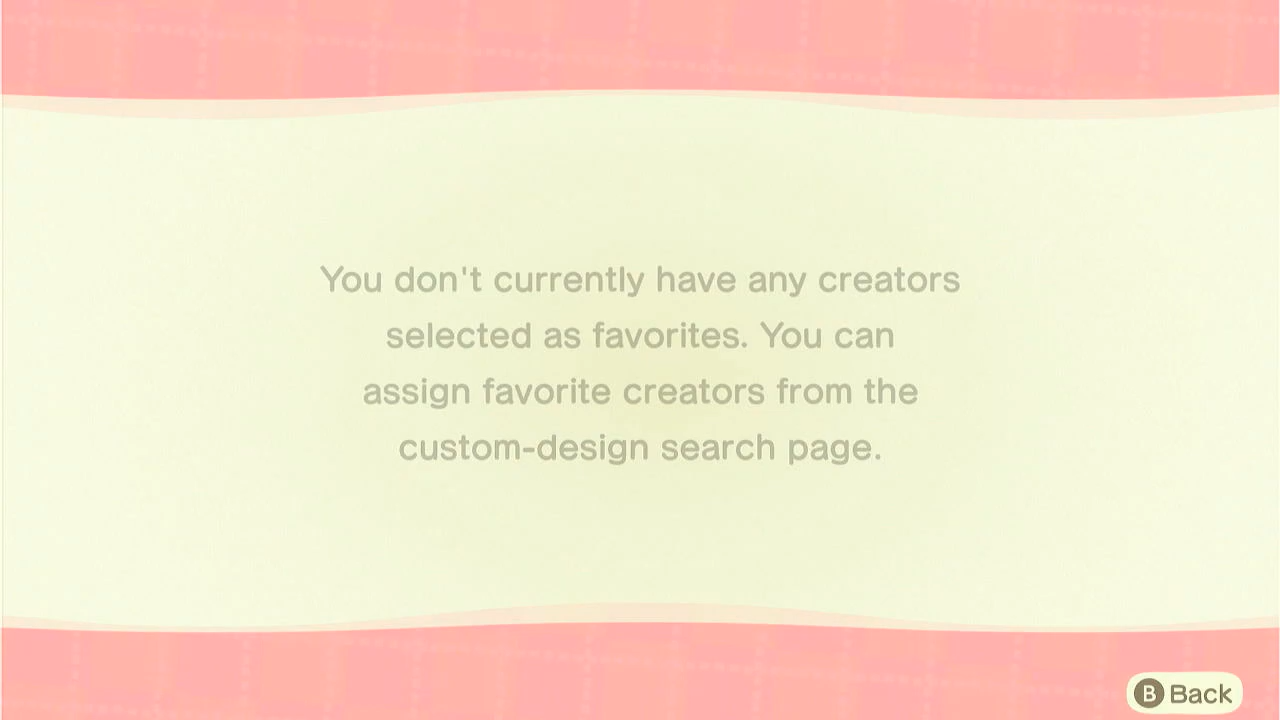 You don't currently have any creators
selected as favorites. You can
assign favorite creators from the
custom-design search page.
B Back